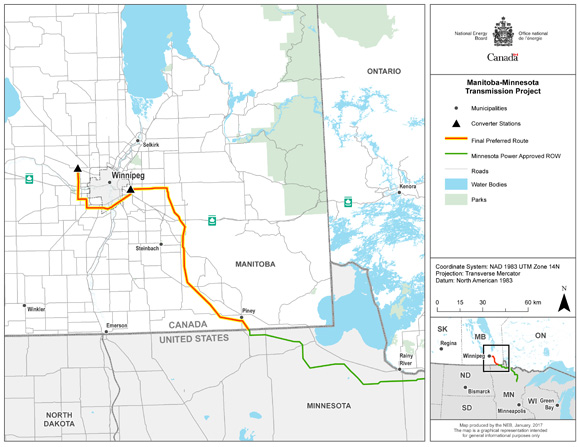 ONTARIO
Selkirk
Winnipeg
Kenora
Steinbach
MANITOBA
Winkler
Piney
Emerson
CANADA
UNITED STATES
Rainy
River
MINNESOTA
NORTH
DAKOTA
National Energy
Board
Office national
de l'énergie
Canada
Manitoba-Minnesota
Transmission Project
Municipalities
Converter Stations
Final Preferred Route
Minnesota Power Approved ROW
Roads
Water Bodies
Parks
Coordinate System: NAD 1983 UTM Zone 14N
Projection; Transverse Mercator
Datum: North American 1983
0 15 30 60 km
N
SK
MB
ON
Regina
Winnipeg
ND
Bismarck
MN
SD
Minneapolis
WI
Green
Bay
Map produced by the NEB, January, 2017
The map is a graphical representation intended
for general informational purposes only